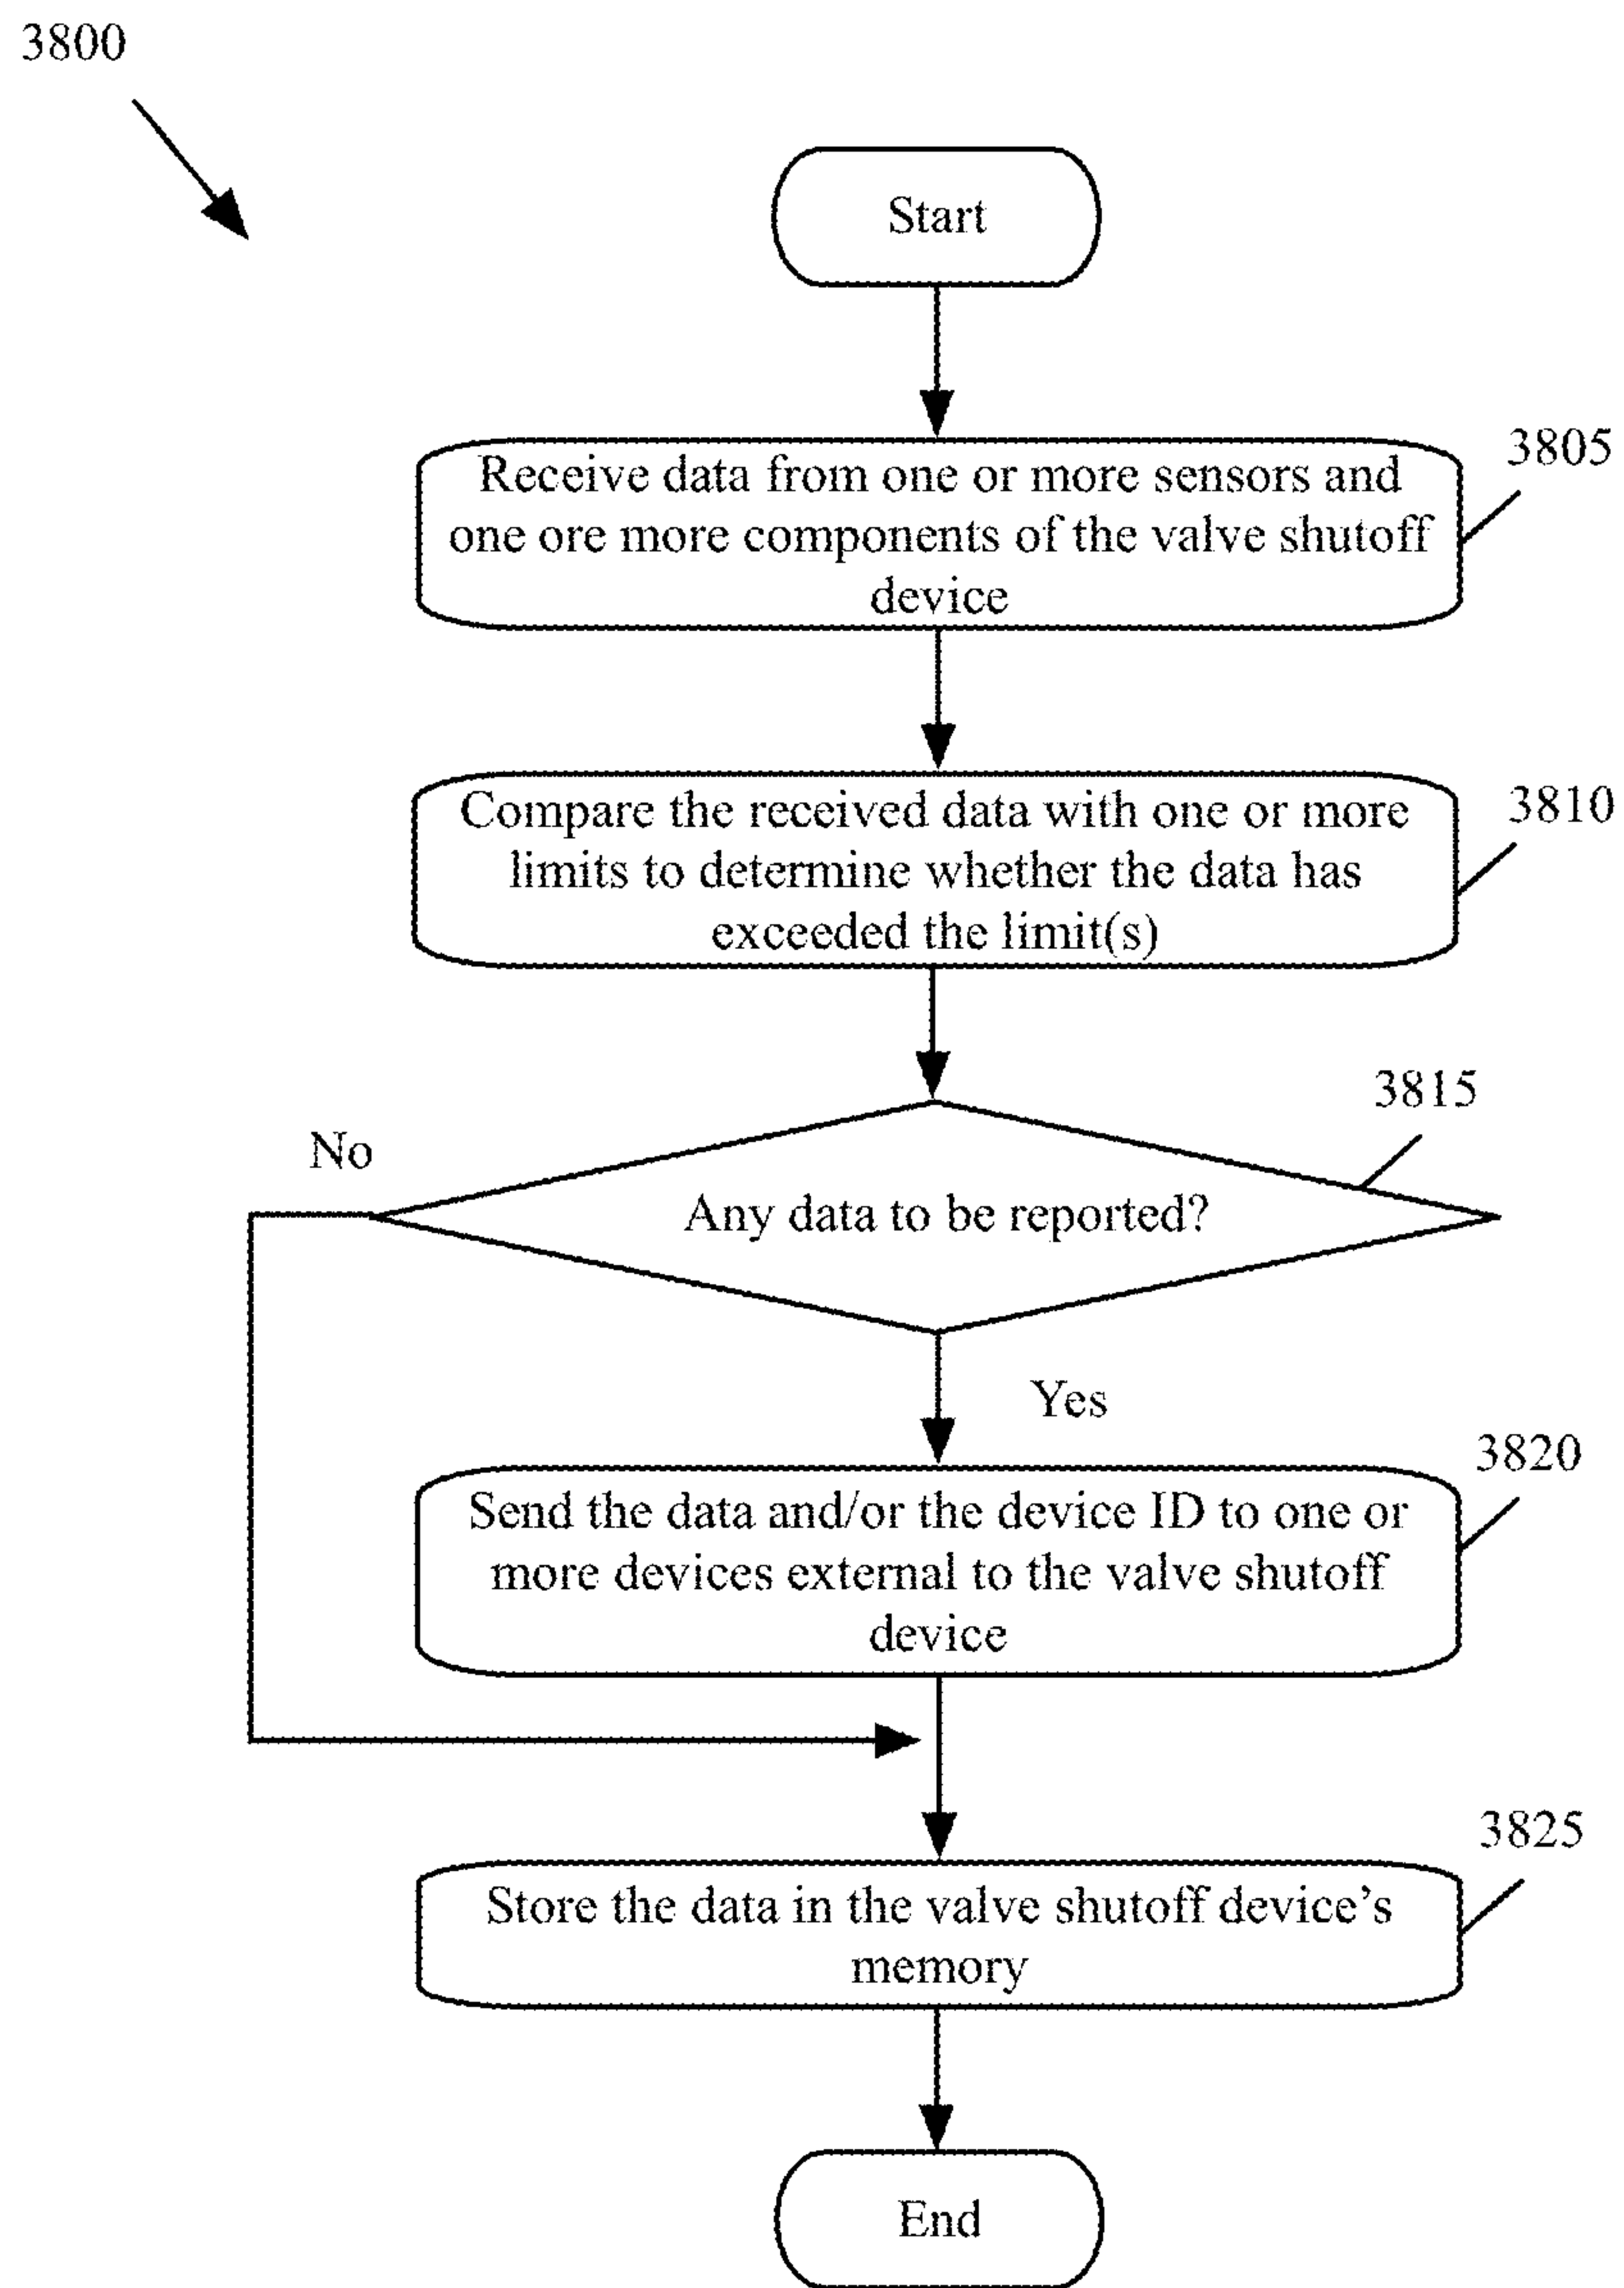 3800
Start
3805
Receive data from one or more sensors and
one ore more components of the valve shutoff
device
3810
Compare the received data with one or more
limits to determine whether the data has
exceeded the limit(s)
3815
No
Any data to be reported?
Yes
3820
Send the data and/or the device ID to one or
more devices external to the valve shutoff
device
3825
Store the data in the valve shutoff device’s
memory
End